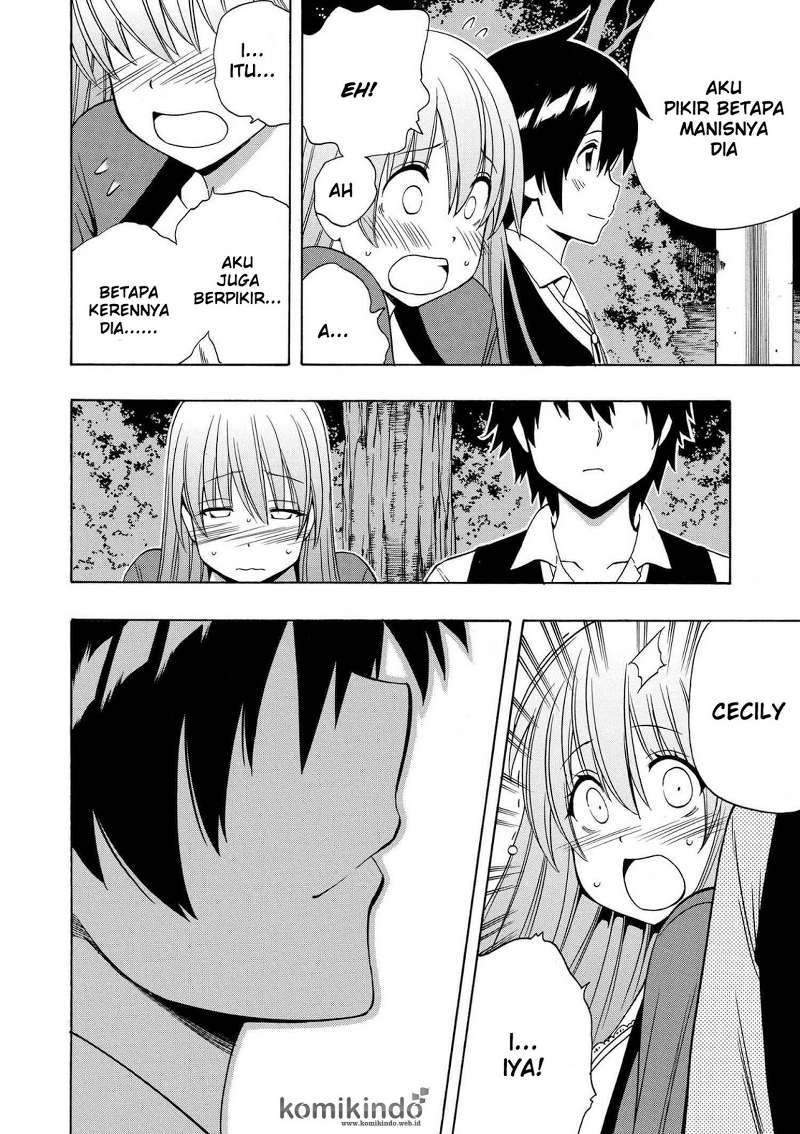 AKU
PIKIR BETAPA
MANISNYA
DIA
EH!
AH
A...
I...
ITU...
AKU
JUGA
BERPIKIR...
BETAPA
KERENNYA
DIA......
CECILY
I...
IYA!
komikindo
www.komikindo.web.id